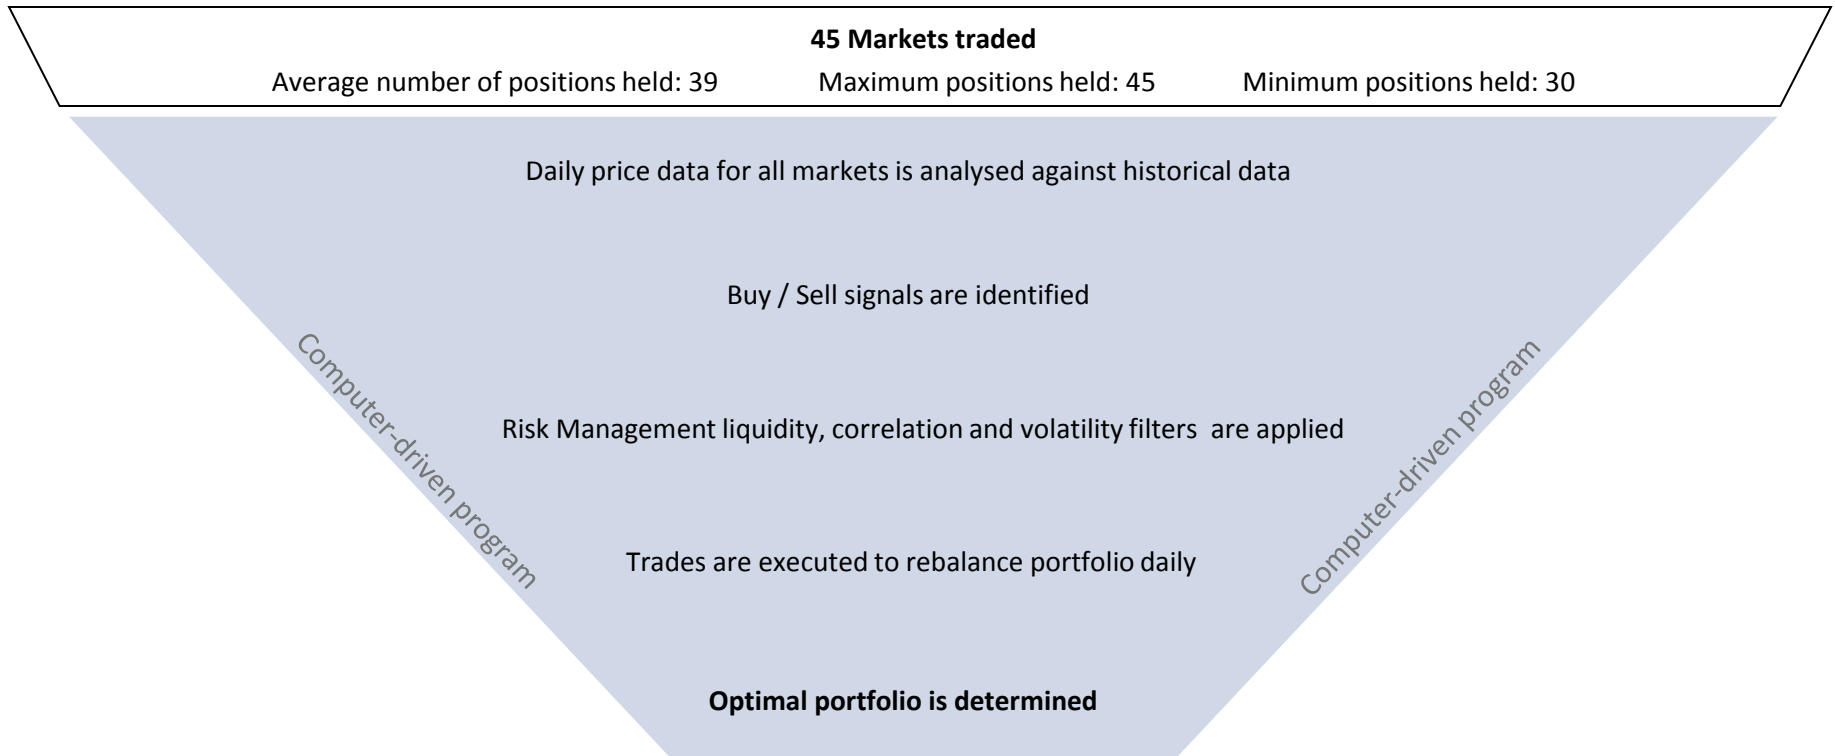 45 Markets traded
Average number of positions held: 39 Maximum positions held: 45 Minimum positions held: 30
Daily price data for all markets is analysed against historical data
Buy / Sell signals are identified
Computer-driven program
Computer-driven program
Risk Management liquidity, correlation and volatility filters  are applied
Trades are executed to rebalance portfolio daily
Optimal portfolio is determined